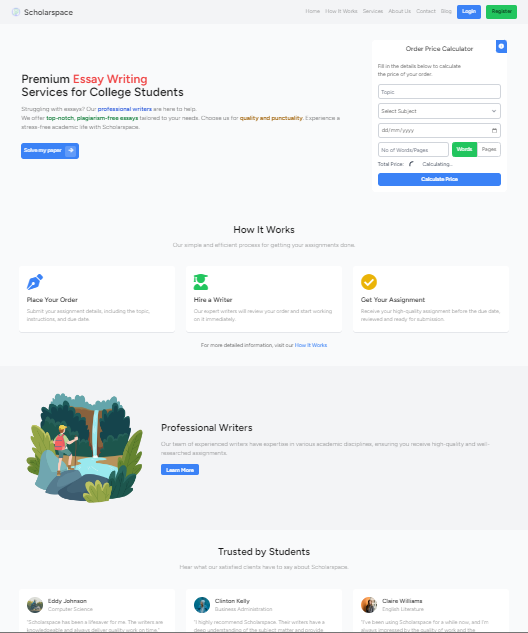 Scholarspace
Home How It Works Services About Us Contact Blog Login Register
Premium Essay Writing
Services for College Students
Struggling with essays? Our professional writers are here to help.
We offer top-notch, plagiarism-free essays tailored to your needs. Choose us for quality and punctuality. Experience a
stress-free academic life with Scholarspace.
Solve my paper
Order Price Calculator
Fill in the details below to calculate
the price of your order.
Topic
Select Subject
dd/mm/yyyy
No of Words/Pages Words Pages
Total Price: Calculating...
Calculate Price
How It Works
Our simple and efficient process for getting your assignments done.
Place Your Order
Submit your assignment details, including the topic,
instructions, and due date.
Hire a Writer
Our expert writers will review your order and start working
on it immediately.
Get Your Assignment
Receive your high-quality assignment before the due date,
reviewed and ready for submission.
For more detailed information, visit our How It Works
Professional Writers
Our team of experienced writers have expertise in various academic disciplines, ensuring you recieve high-quality and well-
researched assignments.
Learn More
Trusted by Students
Hear what our satisfied clients have to say about Scholarspace.
Eddy Johnson
Computer Science
"Scholarspace has been a lifesaver for me. The writers are
knowledgeable and always deliver quality work on time."
Clinton Kelly
Business Administration
"I highly recommend Scholarspace. Their writers have a
deep understanding of the subject matter and provide
Claire Williams
English Literature
"I've been using Scholarspace for a while now, and I'm
always impressed by the quality of work and the